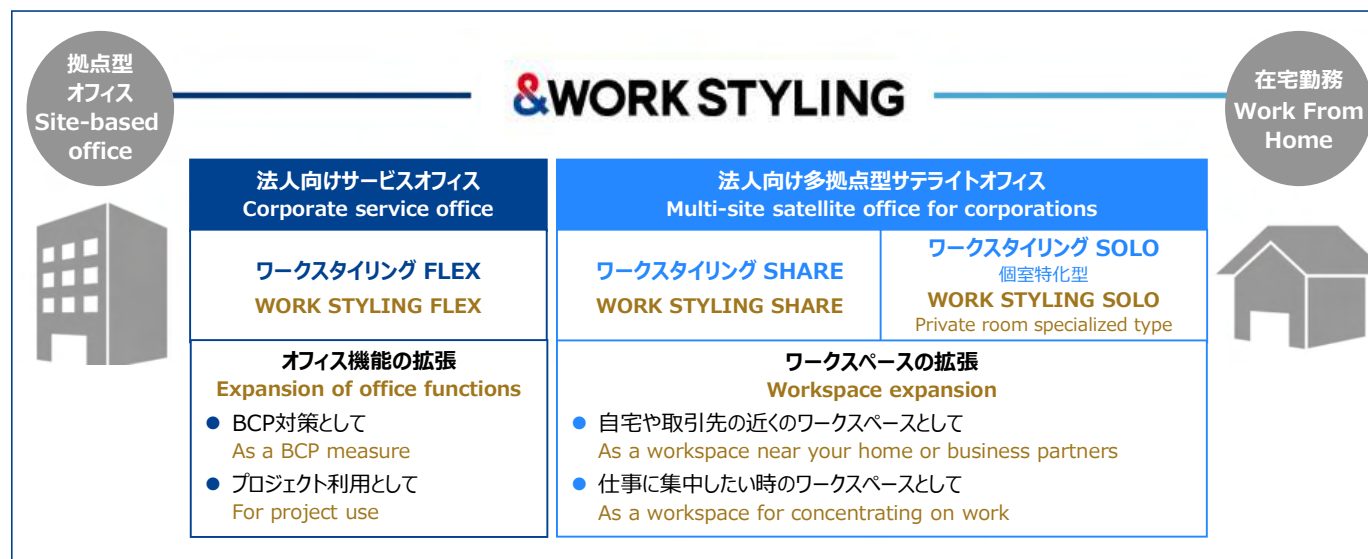 拠点型
オフィス
Site-based
office
&WORK STYLING
在宅勤務
Work From
Home
法人向けサービスオフィス
Corporate service office
法人向け多拠点型サテライトオフィス
Multi-site satellite office for corporations
ワークスタイリング FLEX
WORK STYLING FLEX
ワークスタイリング SHARE
WORK STYLING SHARE
ワークスタイリング SOLO
個室特化型
WORK STYLING SOLO
Private room specialized type
オフィス機能の拡張
Expansion of office functions
● BCP対策として
As a BCP measure
● プロジェクト利用として
For project use
ワークスペースの拡張
Workspace expansion
● 自宅や取引先の近くのワークスペースとして
As a workspace near your home or business partners
● 仕事に集中したい時のワークスペースとして
As a workspace for concentrating on work